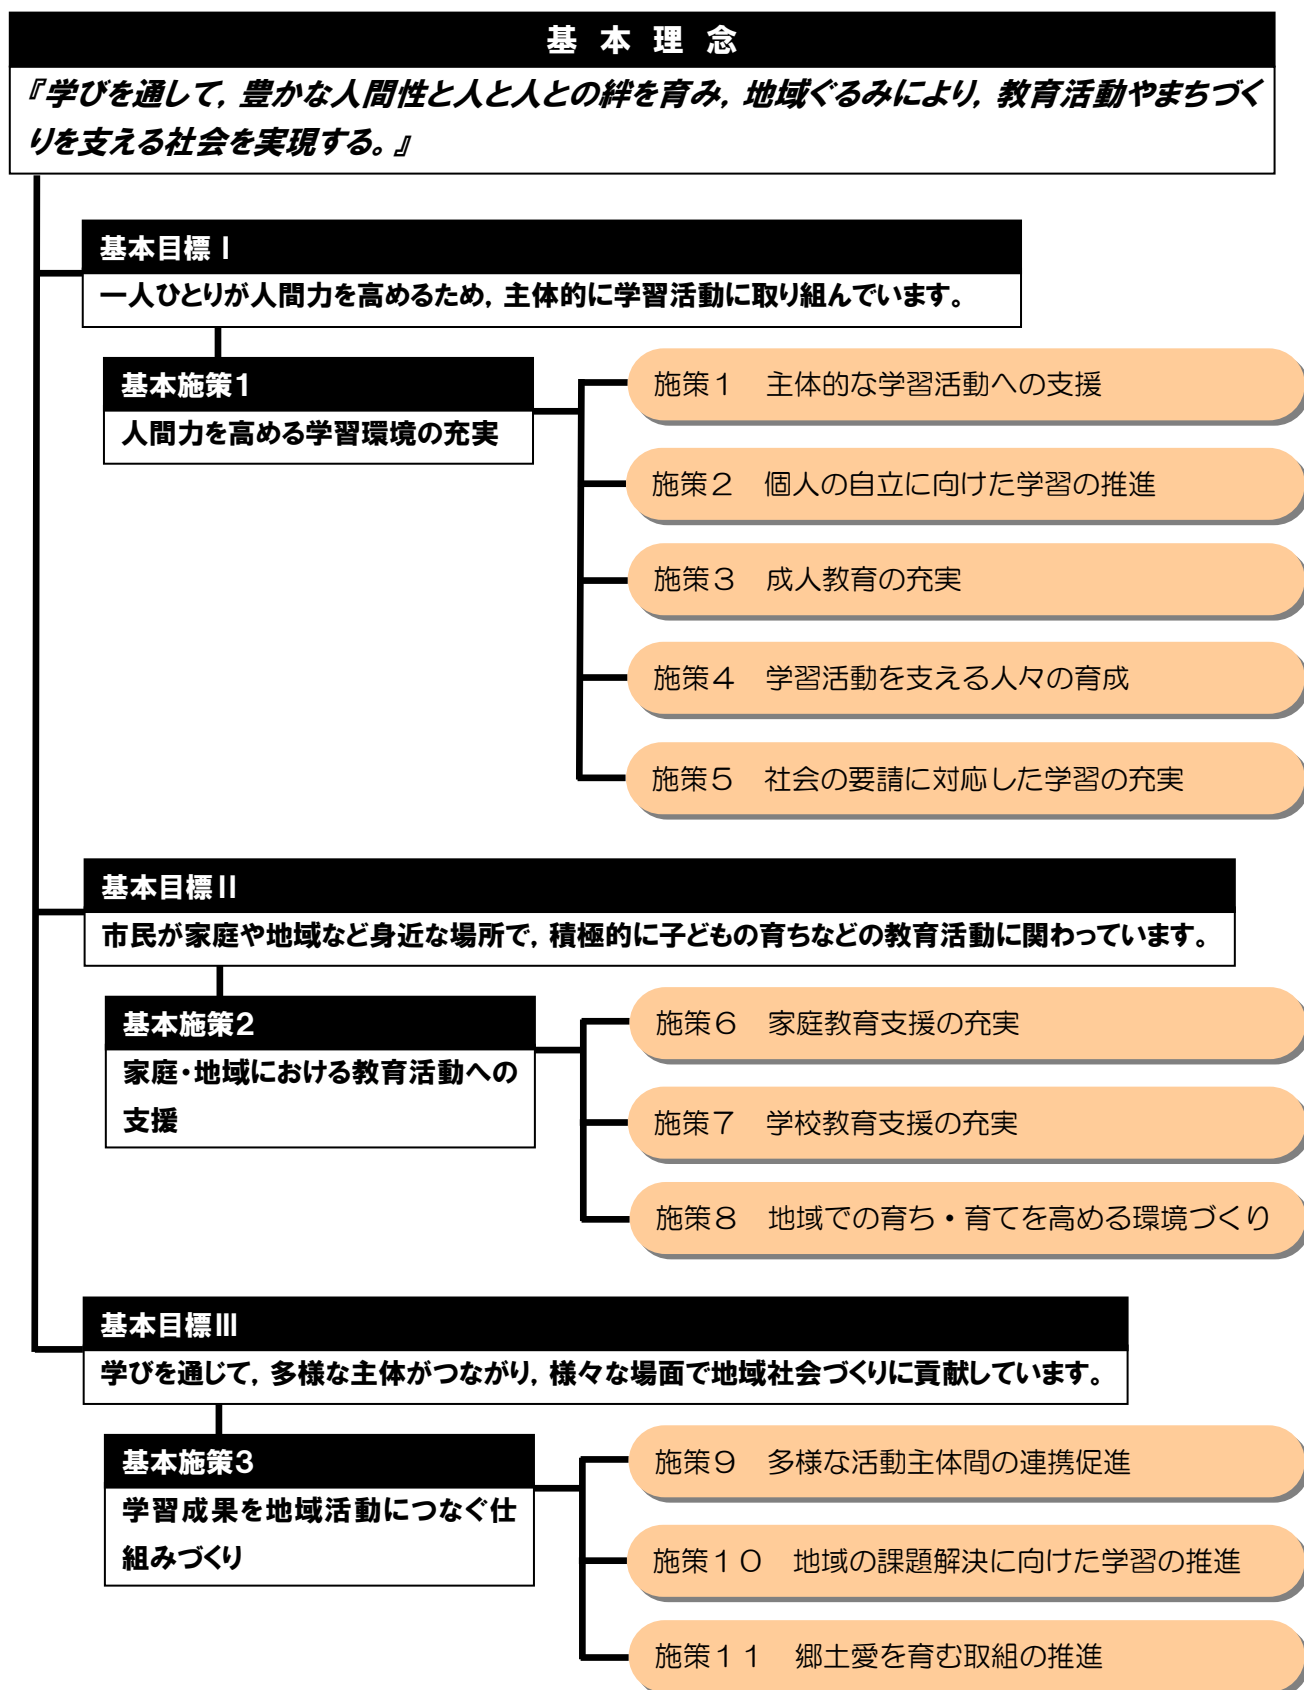 基本理念
『学びを通して，豊かな人間性と人と人との絆を育み，地域ぐるみにより，教育活動やまちづく
りを支える社会を実現する。』
基本目標Ⅰ
一人ひとりが人間力を高めるため，主体的に学習活動に取り組んでいます。
基本施策1
人間力を高める学習環境の充実
施策１　主体的な学習活動への支援
施策２　個人の自立に向けた学習の推進
施策３　成人教育の充実
施策４　学習活動を支える人々の育成
施策５　社会の要請に対応した学習の充実
基本目標Ⅱ
市民が家庭や地域など身近な場所で，積極的に子どもの育ちなどの教育活動に関わっています。
基本施策2
家庭・地域における教育活動への
支援
施策６　家庭教育支援の充実
施策７　学校教育支援の充実
施策８　地域での育ち・育てを高める環境づくり
基本目標Ⅲ
学びを通じて，多様な主体がつながり，様々な場面で地域社会づくりに貢献しています。
基本施策3
学習成果を地域活動につなぐ仕
組みづくり
施策９　多様な活動主体間の連携促進
施策１０　地域の課題解決に向けた学習の推進
施策１１　郷土愛を育む取組の推進